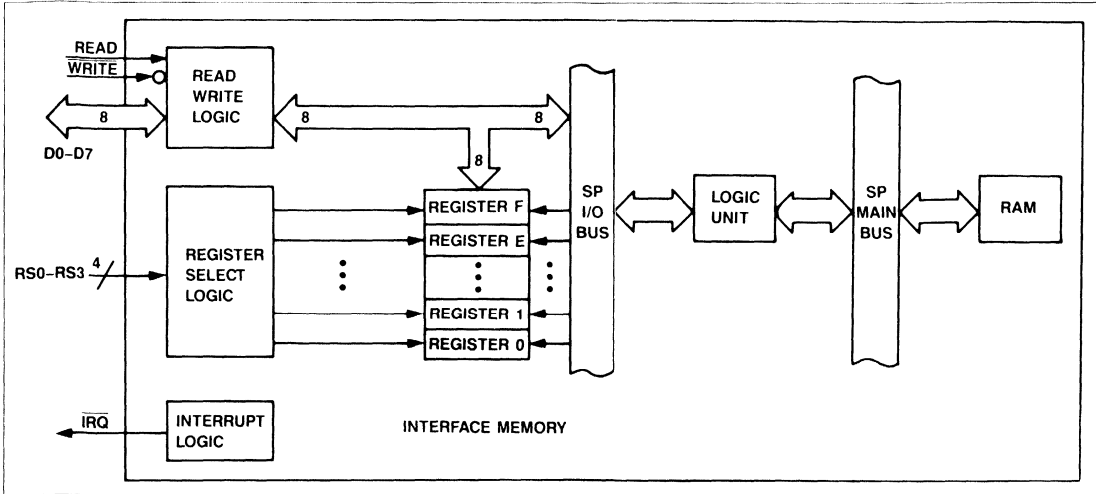 READ
WRITE
READ
WRITE
LOGIC
8
8
8
8
D0–D7
REGISTER F
REGISTER E
REGISTER 1
REGISTER 0
SP
I/O
BUS
LOGIC
UNIT
SP
MAIN
BUS
RAM
RS0–RS3
4
REGISTER
SELECT
LOGIC
IRQ
INTERRUPT
LOGIC
INTERFACE MEMORY